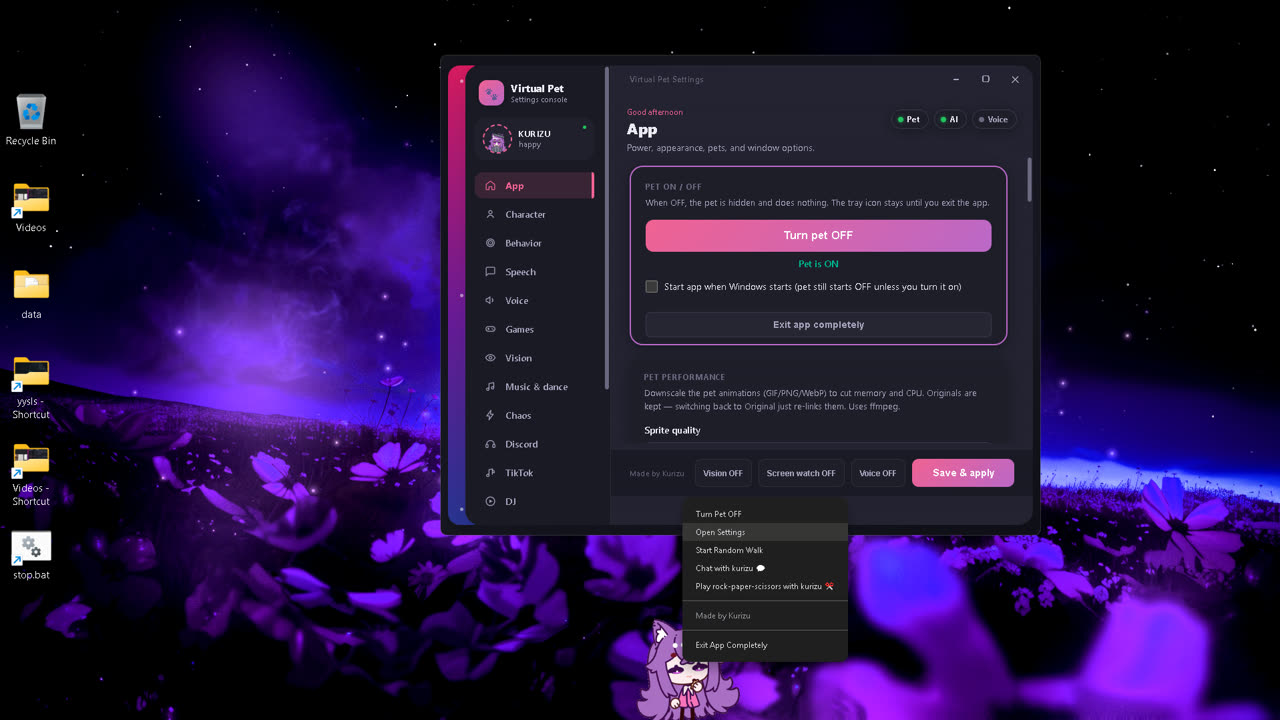 Recycle Bin
Videos
data
yysls -
Shortcut
Videos -
Shortcut
stop.bat
Virtual Pet
Settings console
KURIZU
happy
App
Character
Behavior
Speech
Voice
Games
Vision
Music & dance
Chaos
Discord
TikTok
DJ
Virtual Pet Settings
Good afternoon
App
Power, appearance, pets, and window options.
Pet
AI
Voice
PET ON / OFF
When OFF, the pet is hidden and does nothing. The tray icon stays until you exit the app.
Turn pet OFF
Pet is ON
Start app when Windows starts (pet still starts OFF unless you turn it on)
Exit app completely
PET PERFORMANCE
Downscale the pet animations (GIF/PNG/WebP) to cut memory and CPU. Originals are
kept — switching back to Original just re-links them. Uses ffmpeg.
Sprite quality
Made by Kurizu
Vision OFF
Screen watch OFF
Voice OFF
Save & apply
Turn Pet OFF
Open Settings
Start Random Walk
Chat with kurizu 💬
Play rock-paper-scissors with kurizu ✂️
Made by Kurizu
Exit App Completely